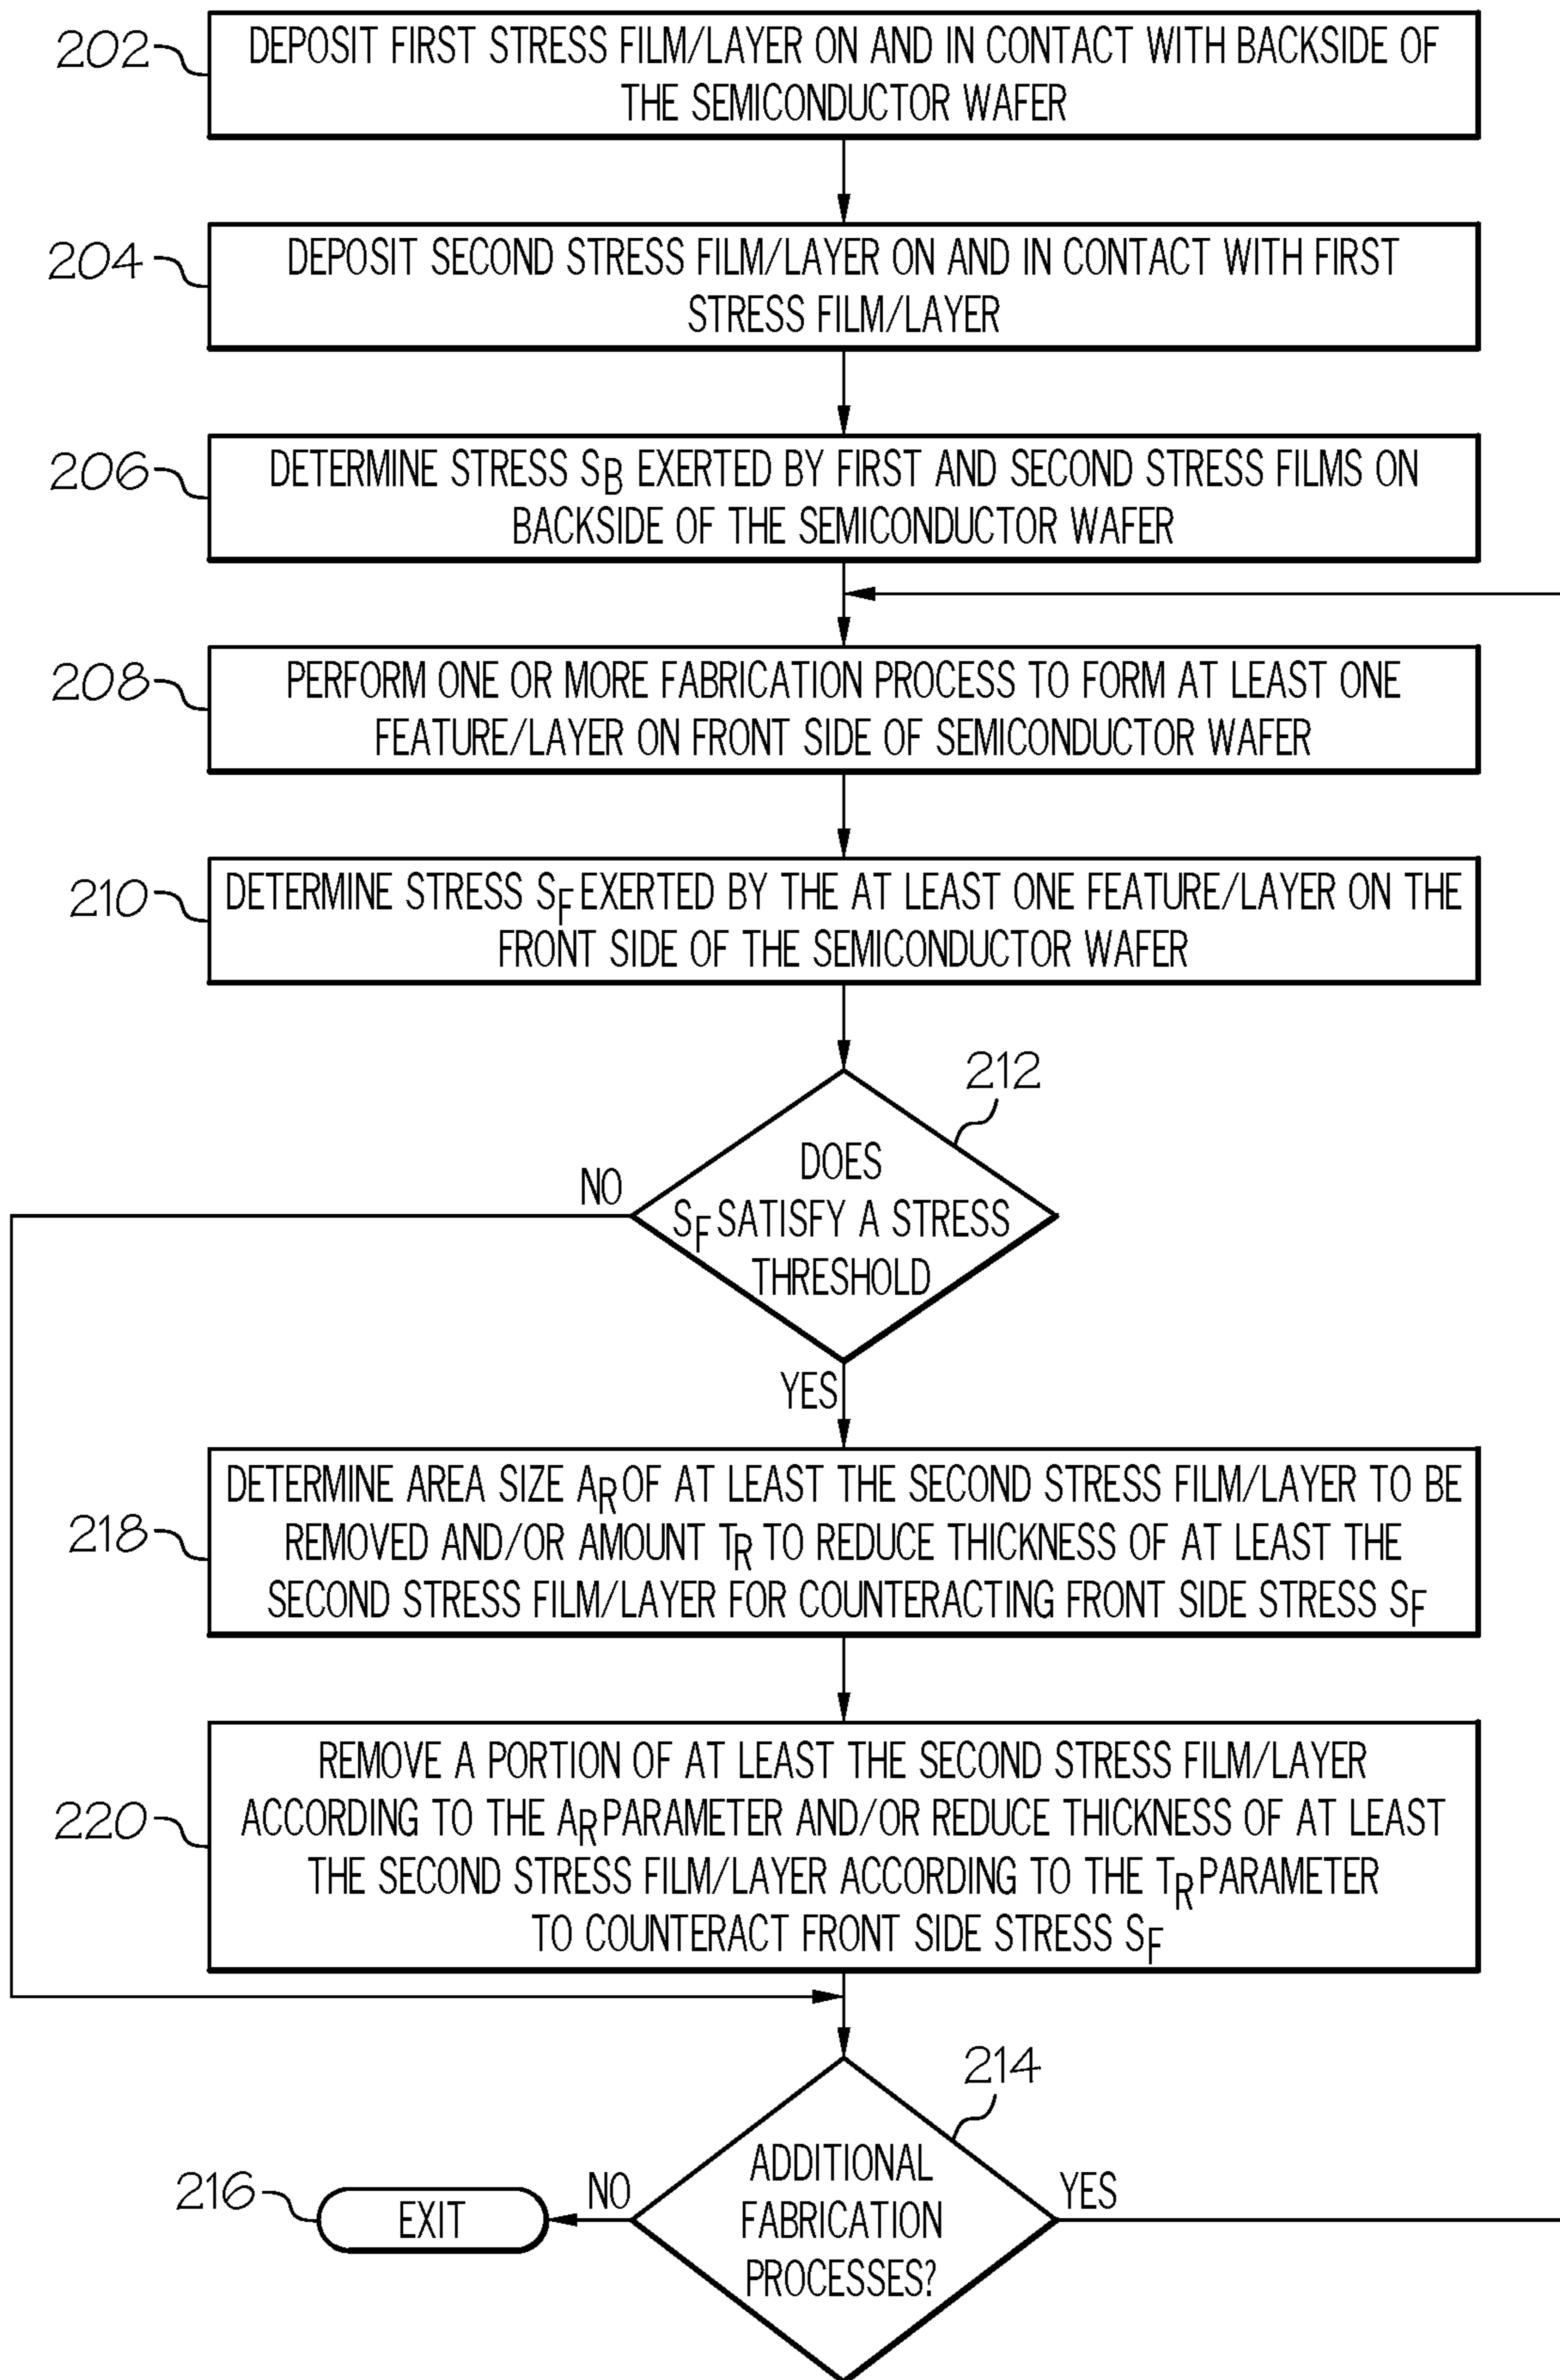 202
DEPOSIT FIRST STRESS FILM/LAYER ON AND IN CONTACT WITH BACKSIDE OF
THE SEMICONDUCTOR WAFER
204
DEPOSIT SECOND STRESS FILM/LAYER ON AND IN CONTACT WITH FIRST
STRESS FILM/LAYER
206
DETERMINE STRESS SB EXERTED BY FIRST AND SECOND STRESS FILMS ON
BACKSIDE OF THE SEMICONDUCTOR WAFER
208
PERFORM ONE OR MORE FABRICATION PROCESS TO FORM AT LEAST ONE
FEATURE/LAYER ON FRONT SIDE OF SEMICONDUCTOR WAFER
210
DETERMINE STRESS SF EXERTED BY THE AT LEAST ONE FEATURE/LAYER ON THE
FRONT SIDE OF THE SEMICONDUCTOR WAFER
212
DOES
SF SATISFY A STRESS
THRESHOLD
NO
YES
218
DETERMINE AREA SIZE AR OF AT LEAST THE SECOND STRESS FILM/LAYER TO BE
REMOVED AND/OR AMOUNT TR TO REDUCE THICKNESS OF AT LEAST THE
SECOND STRESS FILM/LAYER FOR COUNTERACTING FRONT SIDE STRESS SF
220
REMOVE A PORTION OF AT LEAST THE SECOND STRESS FILM/LAYER
ACCORDING TO THE AR PARAMETER AND/OR REDUCE THICKNESS OF AT LEAST
THE SECOND STRESS FILM/LAYER ACCORDING TO THE TR PARAMETER
TO COUNTERACT FRONT SIDE STRESS SF
214
ADDITIONAL
FABRICATION
PROCESSES?
YES
NO
216
EXIT